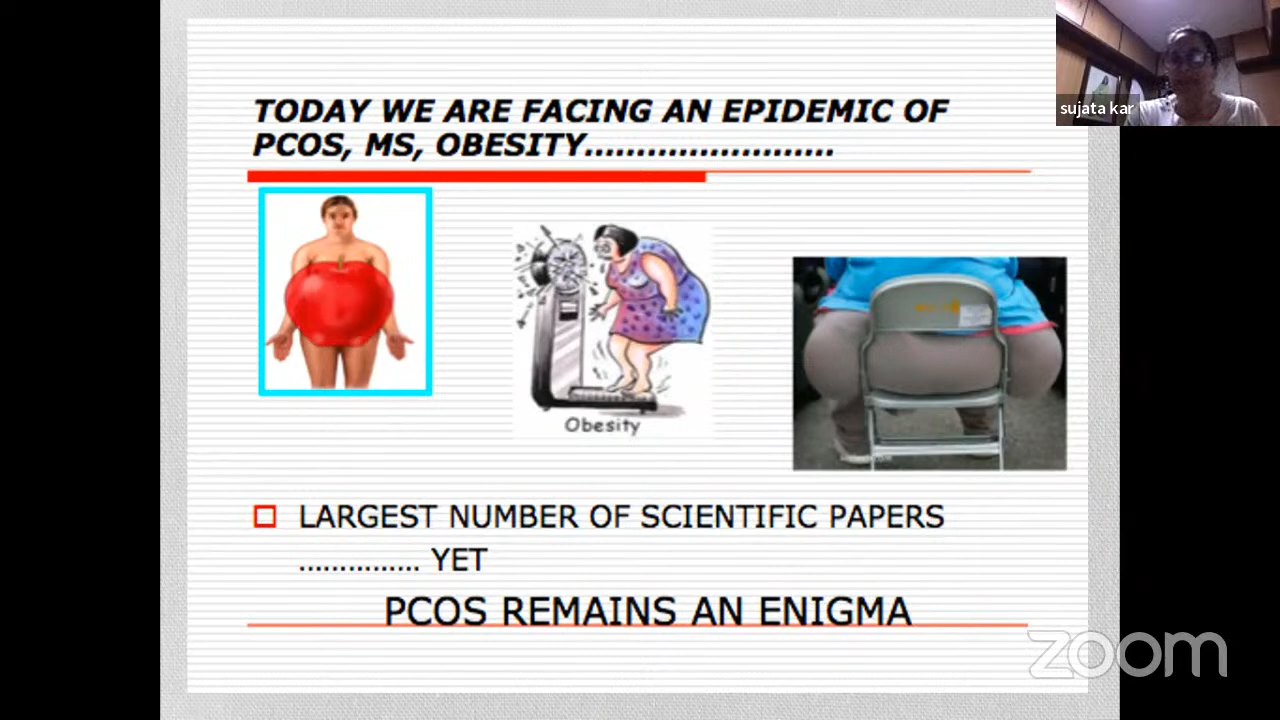 TODAY WE ARE FACING AN EPIDEMIC OF
PCOS, MS, OBESITY........................
sujata kar
Obesity
LARGEST NUMBER OF SCIENTIFIC PAPERS
............... YET
PCOS REMAINS AN ENIGMA
zoom